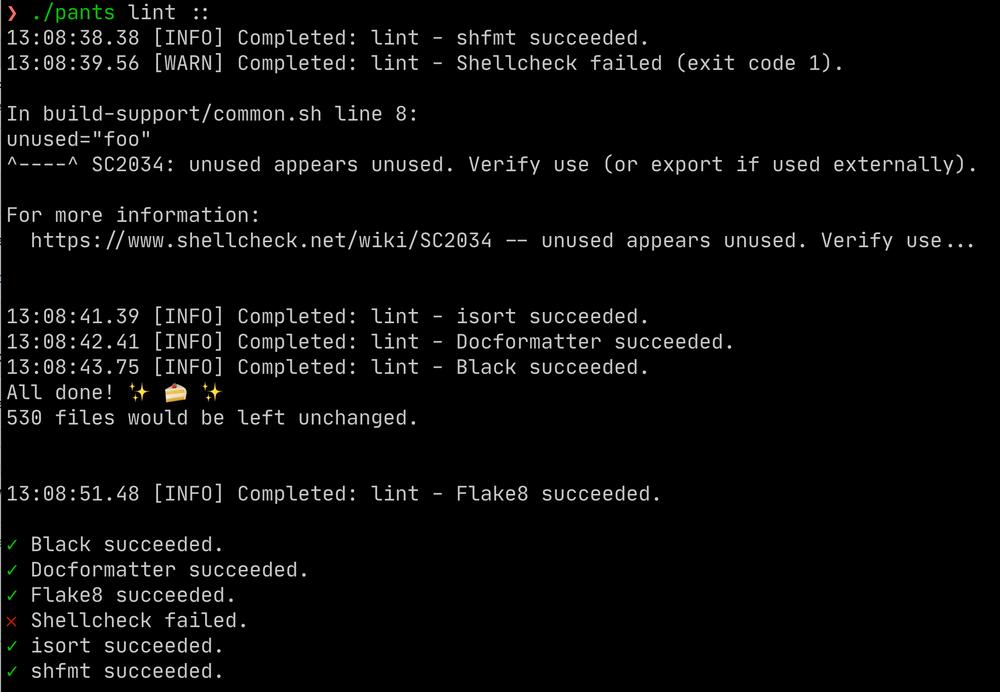 ❯ ./pants lint ::
13:08:38.38 [INFO] Completed: lint - shfmt succeeded.
13:08:39.56 [WARN] Completed: lint - Shellcheck failed (exit code 1).
In build-support/common.sh line 8:
unused="foo"
^----^ SC2034: unused appears unused. Verify use (or export if used externally).
For more information:
  https://www.shellcheck.net/wiki/SC2034 -- unused appears unused. Verify use...
13:08:41.39 [INFO] Completed: lint - isort succeeded.
13:08:42.41 [INFO] Completed: lint - Docformatter succeeded.
13:08:43.75 [INFO] Completed: lint - Black succeeded.
All done! ✨ 🍰 ✨
530 files would be left unchanged.
13:08:51.48 [INFO] Completed: lint - Flake8 succeeded.
✓ Black succeeded.
✓ Docformatter succeeded.
✓ Flake8 succeeded.
✕ Shellcheck failed.
✓ isort succeeded.
✓ shfmt succeeded.